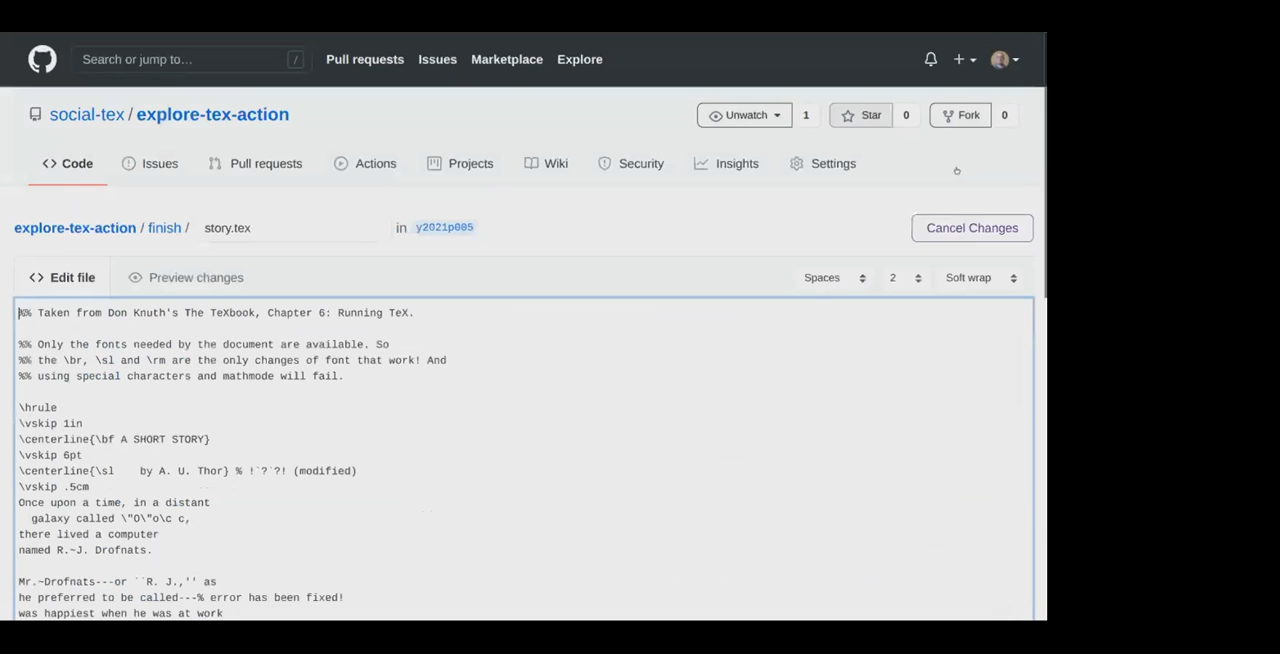 Search or jump to… / Pull requests Issues Marketplace Explore
social-tex / explore-tex-action Unwatch 1 Star 0 Fork 0
Code Issues Pull requests Actions Projects Wiki Security Insights Settings
explore-tex-action / finish / story.tex in y2021p005 Cancel Changes
Edit file Preview changes Spaces 2 Soft wrap
%% Taken from Don Knuth's The TeXbook, Chapter 6: Running TeX.
%% Only the fonts needed by the document are available. So
%% the \br, \sl and \rm are the only changes of font that work! And
%% using special characters and mathmode will fail.
\hrule
\vskip 1in
\centerline{\bf A SHORT STORY}
\vskip 6pt
\centerline{\sl    by A. U. Thor} % !`?`?! (modified)
\vskip .5cm
Once upon a time, in a distant
  galaxy called \"O\"o\c c,
there lived a computer
named R.~J. Drofnats.
Mr.~Drofnats---or ``R. J.,'' as
he preferred to be called---% error has been fixed!
was happiest when he was at work